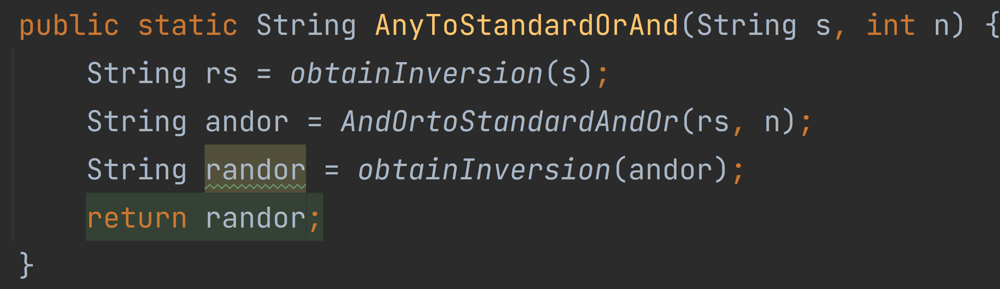 public static String AnyToStandardOrAnd(String s, int n) {
    String rs = obtainInversion(s);
    String andor = AndOrtoStandardAndOr(rs, n);
    String randor = obtainInversion(andor);
    return randor;
}